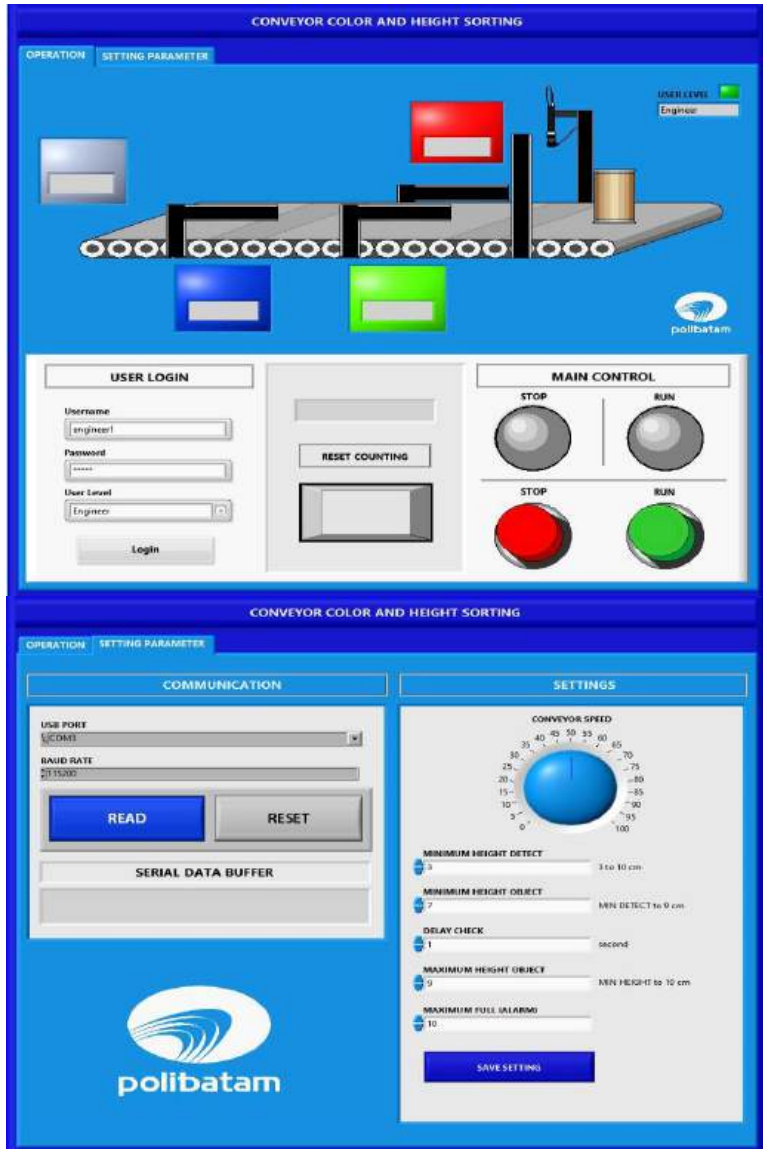 CONVEYOR COLOR AND HEIGHT SORTING
OPERATION SETTING PARAMETER
USER LEVEL
Engineer
polibatam
USER LOGIN
Username
engineer1
Password
*****
User Level
Engineer
Login
RESET COUNTING
MAIN CONTROL
STOP RUN
STOP RUN
CONVEYOR COLOR AND HEIGHT SORTING
OPERATION SETTING PARAMETER
COMMUNICATION
USB PORT
COM3
BAUD RATE
115200
READ RESET
SERIAL DATA BUFFER
polibatam
SETTINGS
CONVEYOR SPEED
0 5 10 15 20 25 30 35 40 45 50 55 60 65 70 75 80 85 90 95 100
MINIMUM HEIGHT DETECT
3 3 to 10 cm
MINIMUM HEIGHT OBJECT
7 MIN DETECT to 9 cm
DELAY CHECK
1 second
MAXIMUM HEIGHT OBJECT
9 MIN HEIGHT to 10 cm
MAXIMUM FULL (ALARM)
10
SAVE SETTING